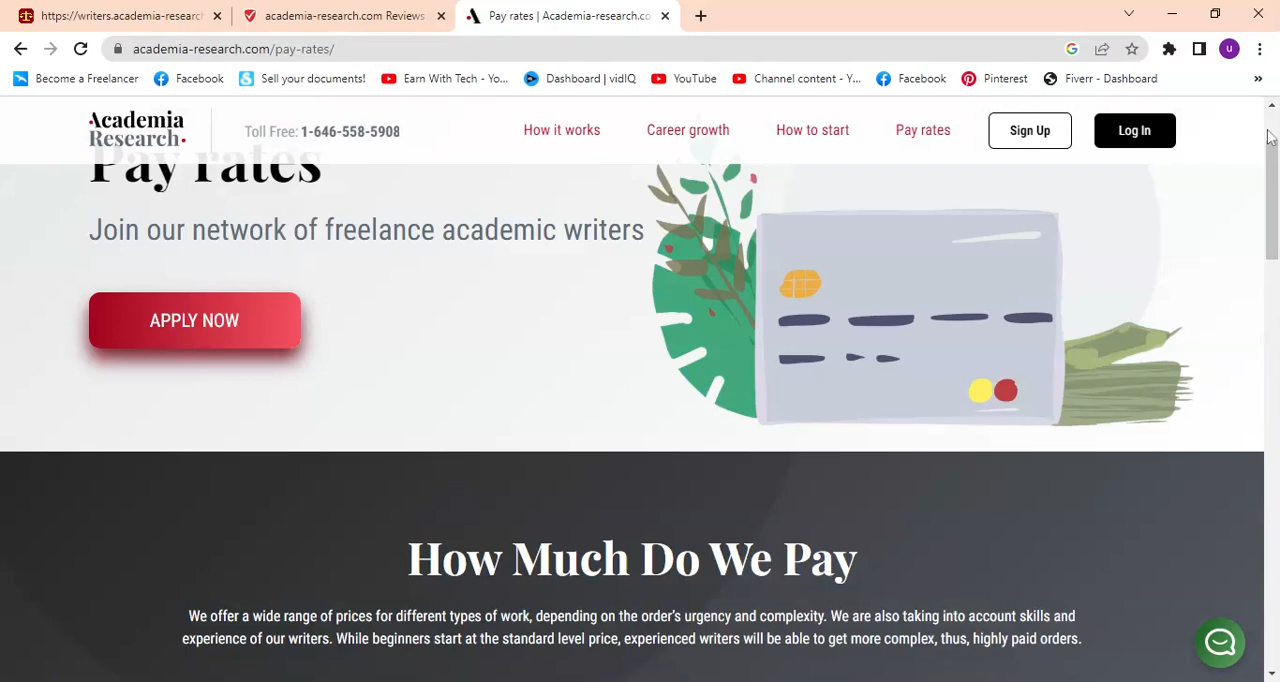 https://writers.academia-research
academia-research.com Reviews
Pay rates | Academia-research.co
academia-research.com/pay-rates/
U
Become a Freelancer
Facebook
Sell your documents!
Earn With Tech - Yo...
Dashboard | vidIQ
YouTube
Channel content - Y...
Facebook
Pinterest
Fiverr - Dashboard
»
Academia
Research.
Toll Free: 1-646-558-5908
How it works
Career growth
How to start
Pay rates
Sign Up
Log In
Pay rates
Join our network of freelance academic writers
APPLY NOW
How Much Do We Pay
We offer a wide range of prices for different types of work, depending on the order's urgency and complexity. We are also taking into account skills and
experience of our writers. While beginners start at the standard level price, experienced writers will be able to get more complex, thus, highly paid orders.